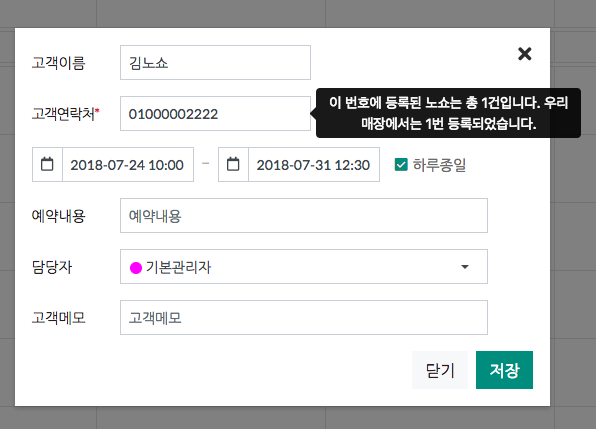 고객이름 김노쇼
고객연락처* 01000002222
이 번호에 등록된 노쇼는 총 1건입니다. 우리
매장에서는 1번 등록되었습니다.
2018-07-24 10:00 – 2018-07-31 12:30 하루종일
예약내용 예약내용
담당자 기본관리자
고객메모 고객메모
닫기 저장